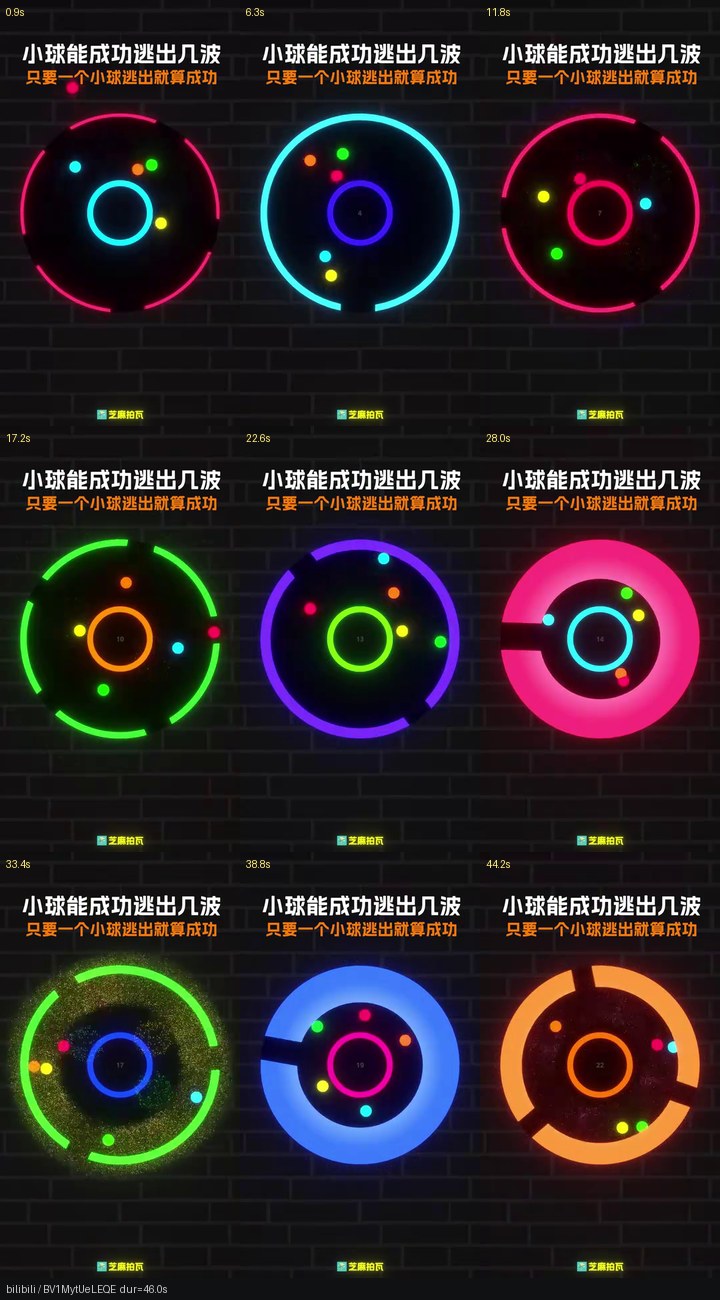 0.9s 6.3s 11.8s
小球能成功逃出几波 小球能成功逃出几波 小球能成功逃出几波
只要一个小球逃出就算成功 只要一个小球逃出就算成功 只要一个小球逃出就算成功
4 7
芝麻拍瓦 芝麻拍瓦 芝麻拍瓦
17.2s 22.6s 28.0s
小球能成功逃出几波 小球能成功逃出几波 小球能成功逃出几波
只要一个小球逃出就算成功 只要一个小球逃出就算成功 只要一个小球逃出就算成功
10 13 14
芝麻拍瓦 芝麻拍瓦 芝麻拍瓦
33.4s 38.8s 44.2s
小球能成功逃出几波 小球能成功逃出几波 小球能成功逃出几波
只要一个小球逃出就算成功 只要一个小球逃出就算成功 只要一个小球逃出就算成功
17 19 22
芝麻拍瓦 芝麻拍瓦 芝麻拍瓦
bilibili / BV1MytUeLEQE dur=46.0s